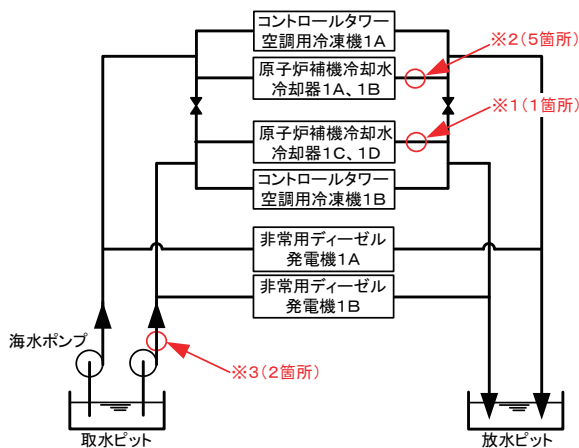 コントロールタワー
空調用冷凍機1A
※2(5箇所)
原子炉補機冷却水
冷却器1A、1B
※1(1箇所)
原子炉補機冷却水
冷却器1C、1D
コントロールタワー
空調用冷凍機1B
非常用ディーゼル
発電機1A
非常用ディーゼル
発電機1B
海水ポンプ
※3(2箇所)
取水ピット
放水ピット